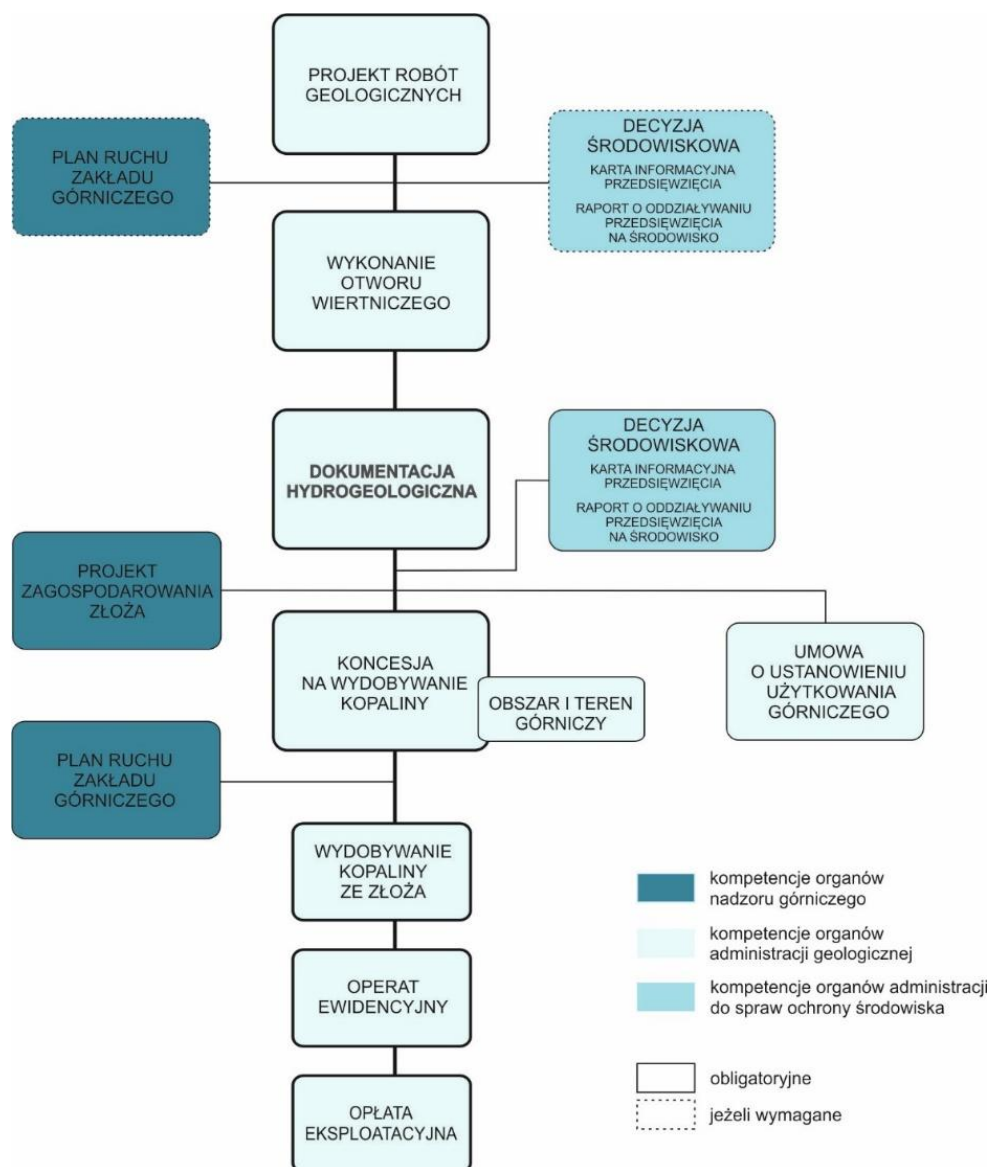 PROJEKT ROBÓT
GEOLOGICZNYCH
PLAN RUCHU
ZAKŁADU
GÓRNICZEGO
DECYZJA
ŚRODOWISKOWA
KARTA INFORMACYJNA
PRZEDSIĘWZIĘCIA
RAPORT O ODDZIAŁYWANIU
PRZEDSIĘWZIĘCIA
NA ŚRODOWISKO
WYKONANIE
OTWORU
WIERTNICZEGO
DOKUMENTACJA
HYDROGEOLOGICZNA
DECYZJA
ŚRODOWISKOWA
KARTA INFORMACYJNA
PRZEDSIĘWZIĘCIA
RAPORT O ODDZIAŁYWANIU
PRZEDSIĘWZIĘCIA
NA ŚRODOWISKO
PROJEKT
ZAGOSPODAROWANIA
ZŁOŻA
KONCESJA
NA WYDOBYWANIE
KOPALINY
OBSZAR I TEREN
GÓRNICZY
UMOWA
O USTANOWIENIU
UŻYTKOWANIA
GÓRNICZEGO
PLAN RUCHU
ZAKŁADU
GÓRNICZEGO
WYDOBYWANIE
KOPALINY
ZE ZŁOŻA
OPERAT
EWIDENCYJNY
OPŁATA
EKSPLOATACYJNA
kompetencje organów
nadzoru górniczego
kompetencje organów
administracji geologicznej
kompetencje organów administracji
do spraw ochrony środowiska
obligatoryjne
jeżeli wymagane